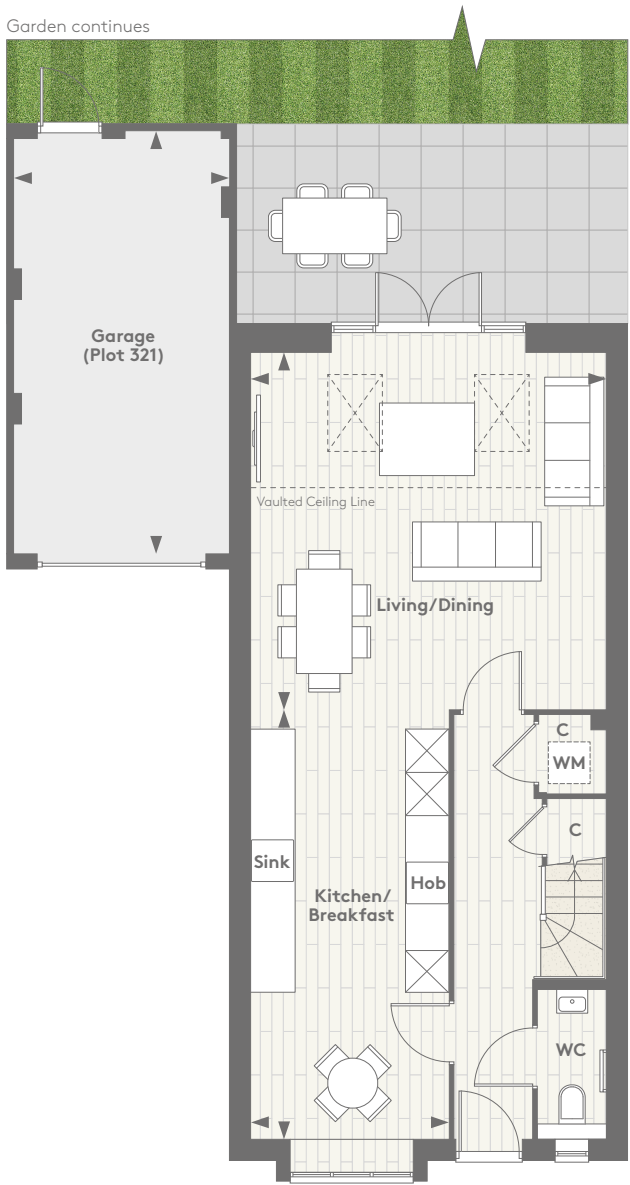 Garden continues
Garage
(Plot 321)
Vaulted Ceiling Line
Living/Dining
C
WM
C
Sink
Hob
Kitchen/
Breakfast
WC